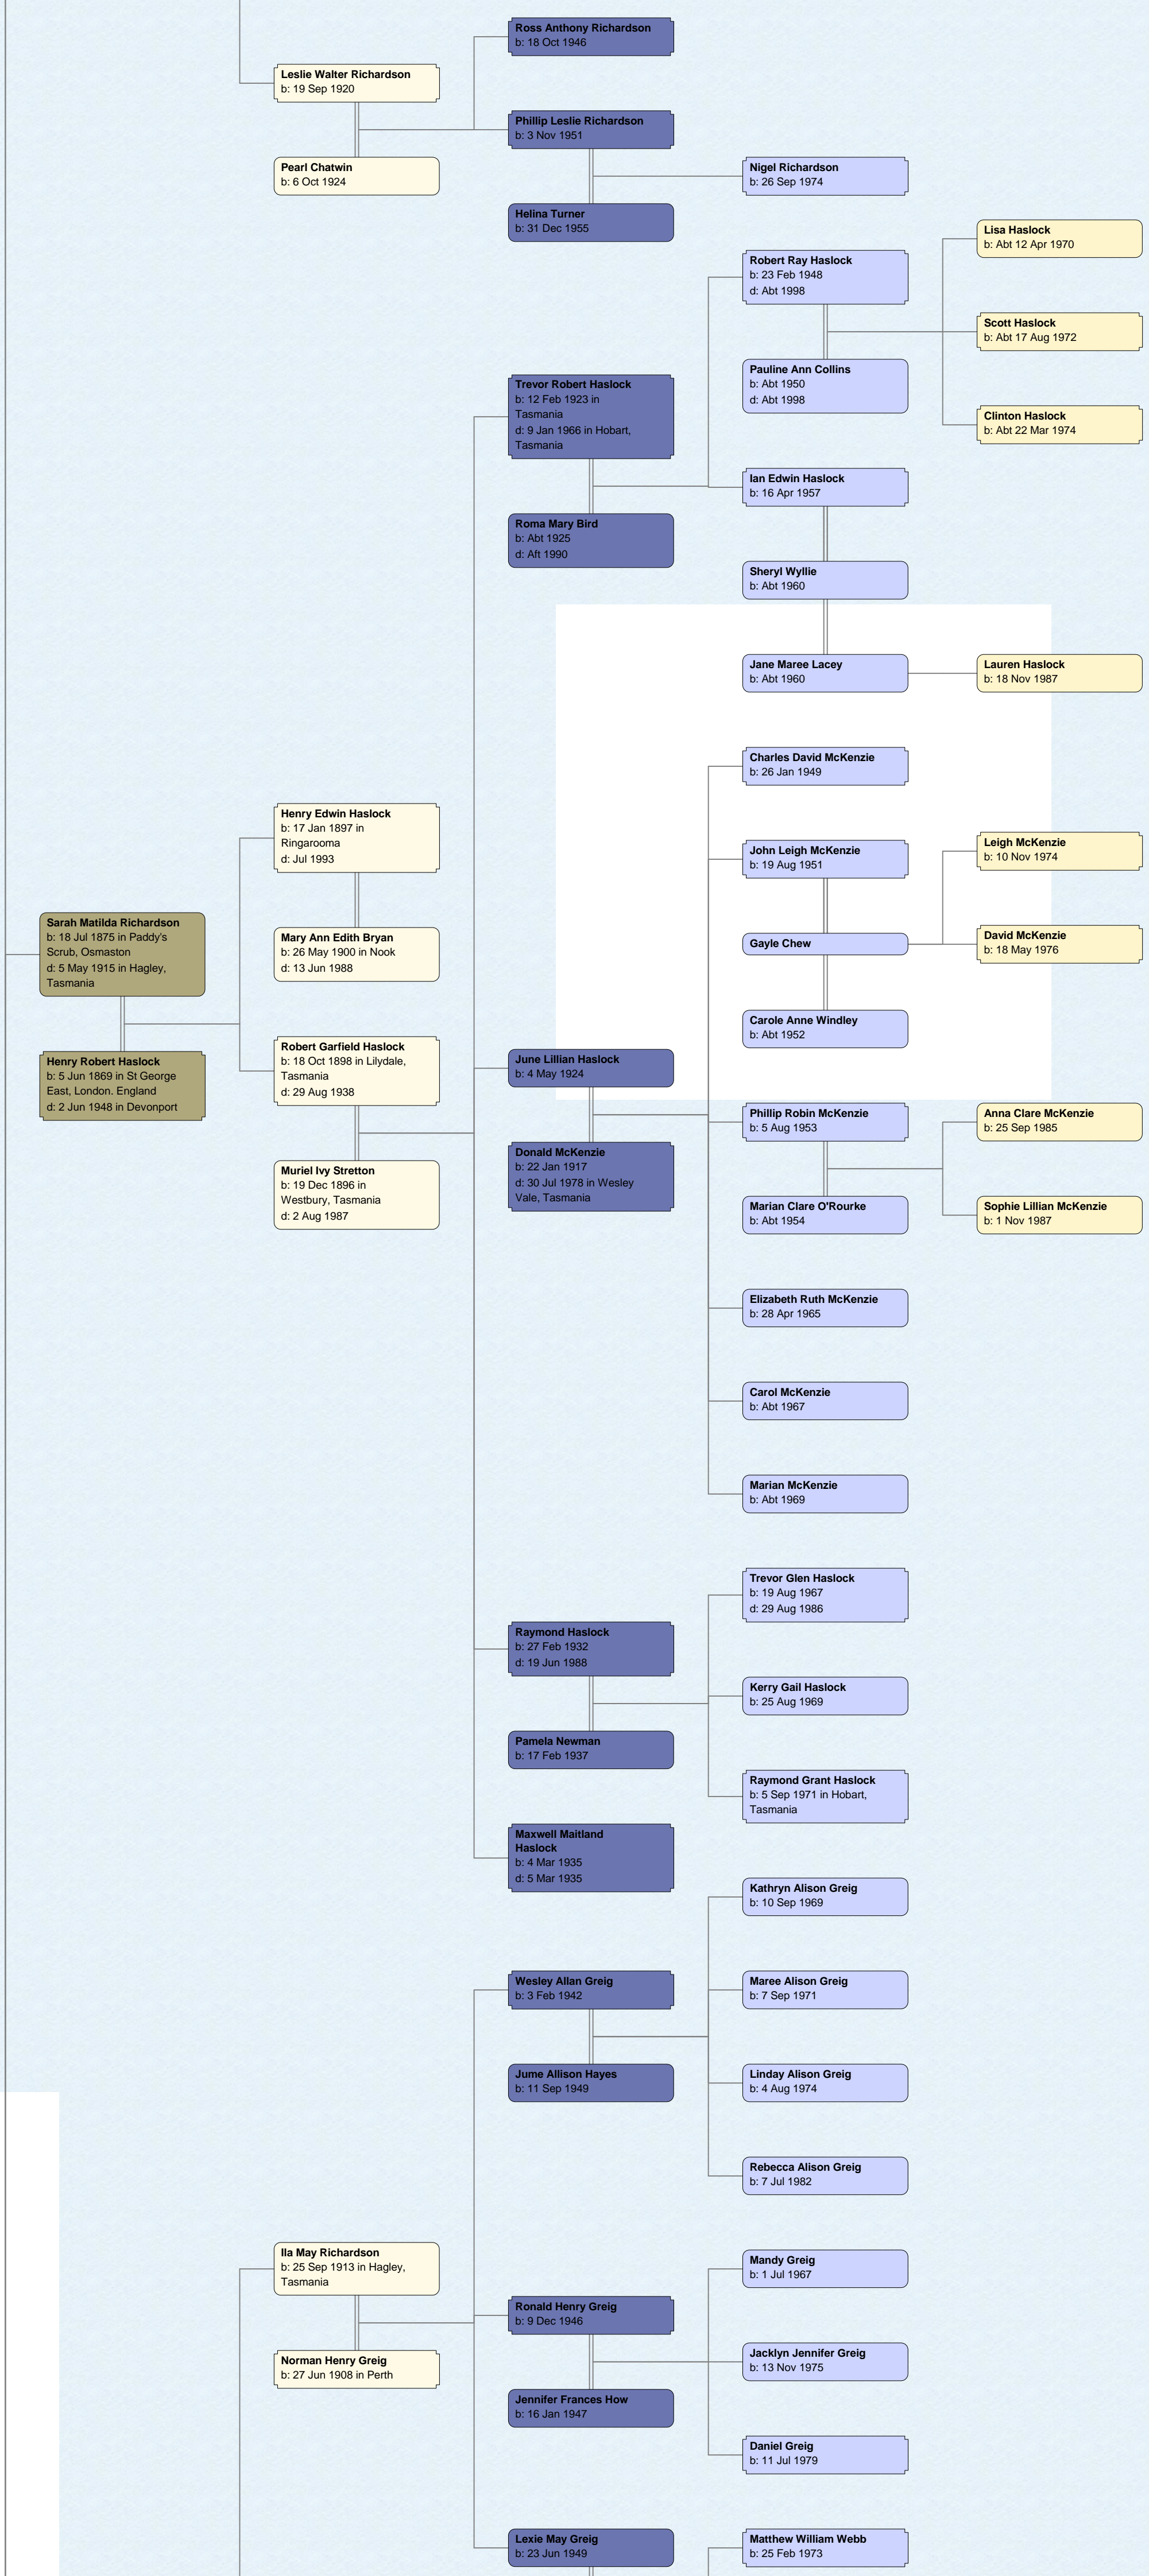 Ross Anthony Richardson
b: 18 Oct 1946
Leslie Walter Richardson
b: 19 Sep 1920
Phillip Leslie Richardson
b: 3 Nov 1951
Pearl Chatwin
b: 6 Oct 1924
Nigel Richardson
b: 26 Sep 1974
Helina Turner
b: 31 Dec 1955
Lisa Haslock
b: Abt 12 Apr 1970
Robert Ray Haslock
b: 23 Feb 1948
d: Abt 1998
Scott Haslock
b: Abt 17 Aug 1972
Pauline Ann Collins
b: Abt 1950
d: Abt 1998
Trevor Robert Haslock
b: 12 Feb 1923 in
Tasmania
d: 9 Jan 1966 in Hobart,
Tasmania
Clinton Haslock
b: Abt 22 Mar 1974
Ian Edwin Haslock
b: 16 Apr 1957
Roma Mary Bird
b: Abt 1925
d: Aft 1990
Sheryl Wyllie
b: Abt 1960
Jane Maree Lacey
b: Abt 1960
Lauren Haslock
b: 18 Nov 1987
Charles David McKenzie
b: 26 Jan 1949
Henry Edwin Haslock
b: 17 Jan 1897 in
Ringarooma
d: Jul 1993
John Leigh McKenzie
b: 19 Aug 1951
Leigh McKenzie
b: 10 Nov 1974
Sarah Matilda Richardson
b: 18 Jul 1875 in Paddy's
Scrub, Osmaston
d: 5 May 1915 in Hagley,
Tasmania
Mary Ann Edith Bryan
b: 26 May 1900 in Nook
d: 13 Jun 1988
Gayle Chew
David McKenzie
b: 18 May 1976
Carole Anne Windley
b: Abt 1952
Robert Garfield Haslock
b: 18 Oct 1898 in Lilydale,
Tasmania
d: 29 Aug 1938
June Lillian Haslock
b: 4 May 1924
Henry Robert Haslock
b: 5 Jun 1869 in St George
East, London. England
d: 2 Jun 1948 in Devonport
Phillip Robin McKenzie
b: 5 Aug 1953
Anna Clare McKenzie
b: 25 Sep 1985
Donald McKenzie
b: 22 Jan 1917
d: 30 Jul 1978 in Wesley
Vale, Tasmania
Muriel Ivy Stretton
b: 19 Dec 1896 in
Westbury, Tasmania
d: 2 Aug 1987
Marian Clare O'Rourke
b: Abt 1954
Sophie Lillian McKenzie
b: 1 Nov 1987
Elizabeth Ruth McKenzie
b: 28 Apr 1965
Carol McKenzie
b: Abt 1967
Marian McKenzie
b: Abt 1969
Trevor Glen Haslock
b: 19 Aug 1967
d: 29 Aug 1986
Raymond Haslock
b: 27 Feb 1932
d: 19 Jun 1988
Kerry Gail Haslock
b: 25 Aug 1969
Pamela Newman
b: 17 Feb 1937
Raymond Grant Haslock
b: 5 Sep 1971 in Hobart,
Tasmania
Maxwell Maitland
Haslock
b: 4 Mar 1935
d: 5 Mar 1935
Kathryn Alison Greig
b: 10 Sep 1969
Wesley Allan Greig
b: 3 Feb 1942
Maree Alison Greig
b: 7 Sep 1971
Jume Allison Hayes
b: 11 Sep 1949
Linday Alison Greig
b: 4 Aug 1974
Rebecca Alison Greig
b: 7 Jul 1982
Ila May Richardson
b: 25 Sep 1913 in Hagley,
Tasmania
Mandy Greig
b: 1 Jul 1967
Ronald Henry Greig
b: 9 Dec 1946
Norman Henry Greig
b: 27 Jun 1908 in Perth
Jacklyn Jennifer Greig
b: 13 Nov 1975
Jennifer Frances How
b: 16 Jan 1947
Daniel Greig
b: 11 Jul 1979
Lexie May Greig
b: 23 Jun 1949
Matthew William Webb
b: 25 Feb 1973